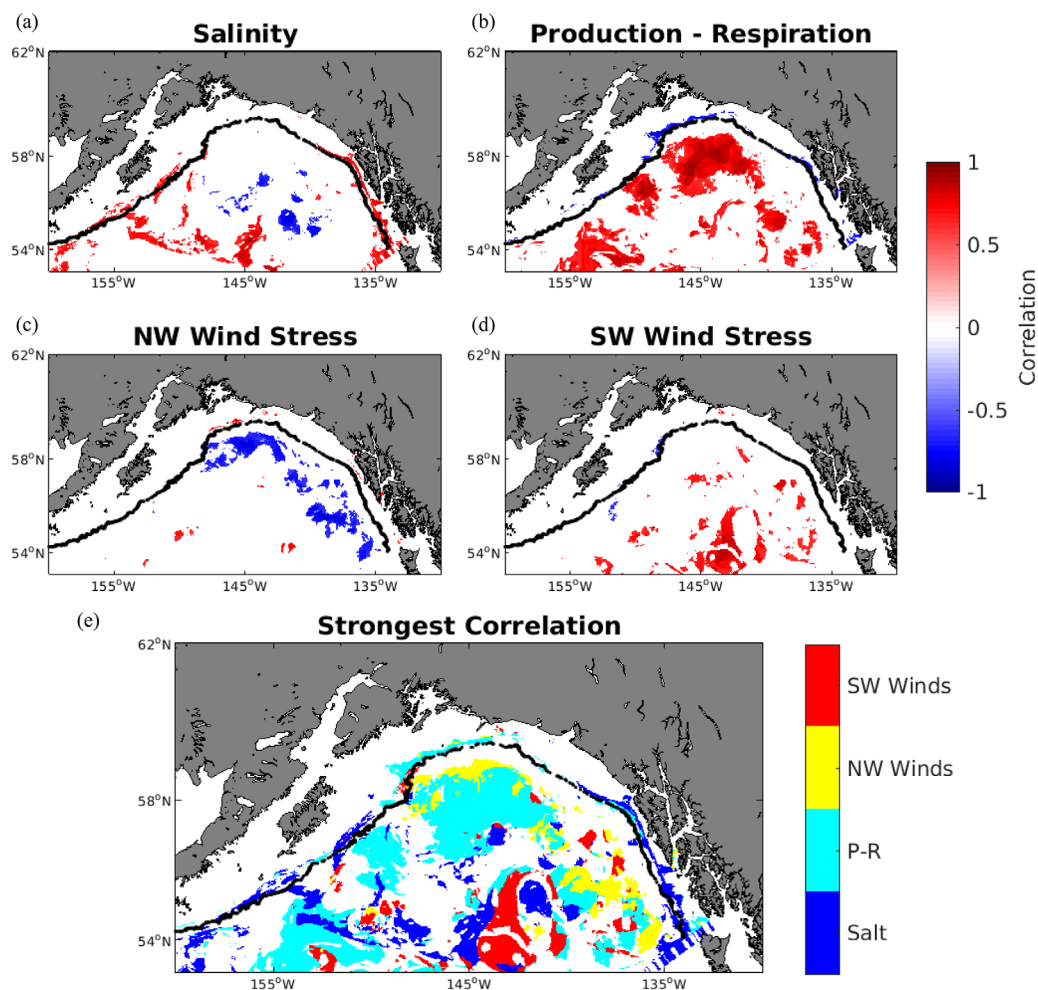 (a)
Salinity
62°N
58°N
54°N
155°W
145°W
135°W
(b)
Production - Respiration
62°N
58°N
54°N
155°W
145°W
135°W
(c)
NW Wind Stress
62°N
58°N
54°N
155°W
145°W
135°W
(d)
SW Wind Stress
62°N
58°N
54°N
155°W
145°W
135°W
1
0.5
0
-0.5
-1
Correlation
(e)
Strongest Correlation
62°N
58°N
54°N
155°W
145°W
135°W
SW Winds
NW Winds
P-R
Salt